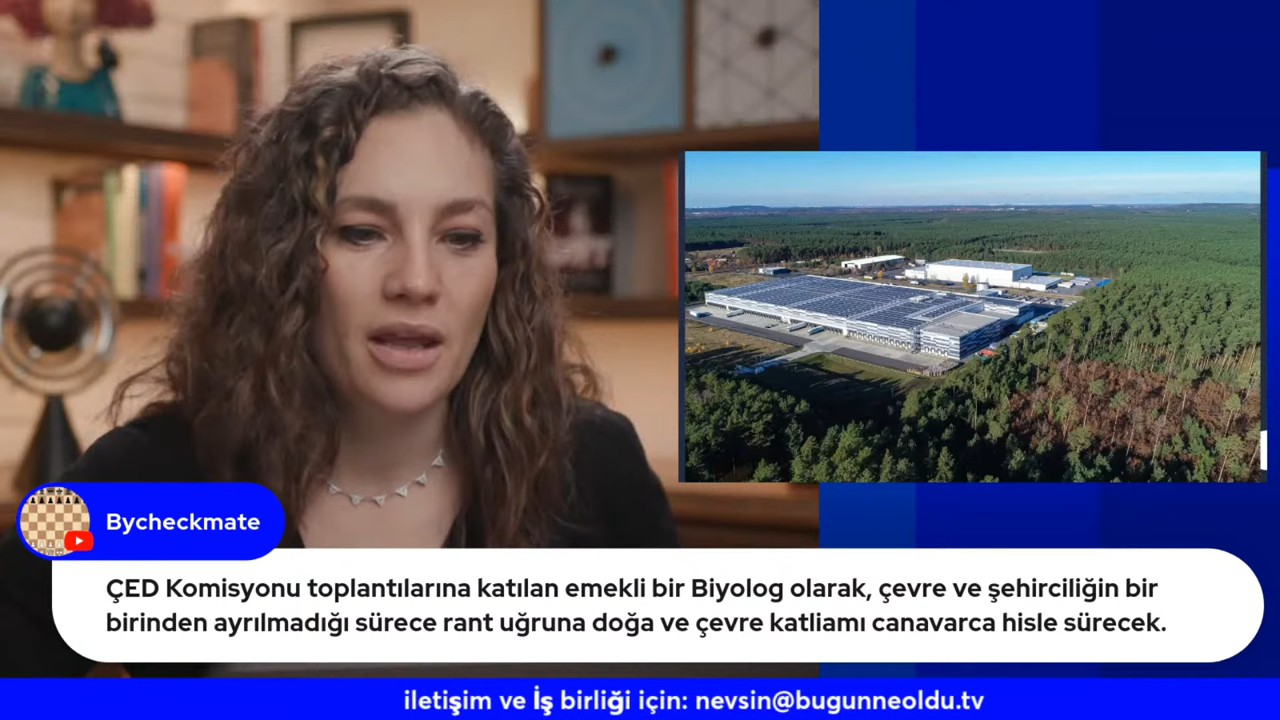 Bycheckmate
ÇED Komisyonu toplantılarına katılan emekli bir Biyolog olarak, çevre ve şehirciliğin bir
birinden ayrılmadığı sürece rant uğruna doğa ve çevre katliamı canavarca hisle sürecek.
iletişim ve İş birliği için: nevsin@bugunneoldu.tv